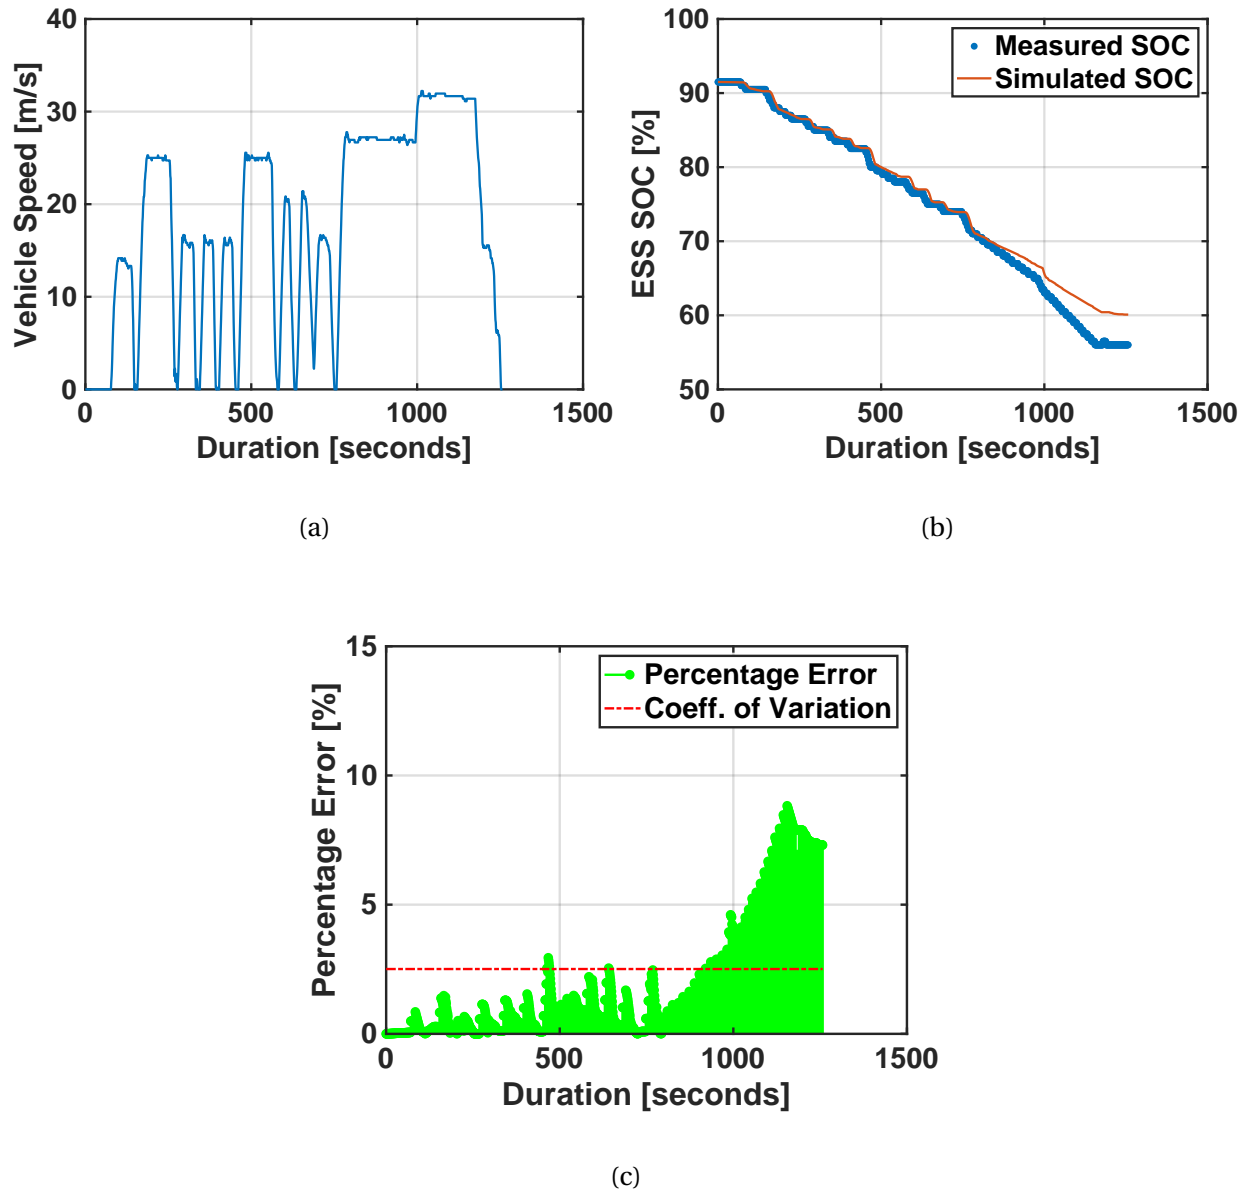 40
30
20
10
0
0
500
1000
1500
Vehicle Speed [m/s]
Duration [seconds]
(a)
100
90
80
70
60
50
0
500
1000
1500
ESS SOC [%]
Duration [seconds]
Measured SOC
Simulated SOC
(b)
15
10
5
0
0
500
1000
1500
Percentage Error [%]
Duration [seconds]
Percentage Error
Coeff. of Variation
(c)